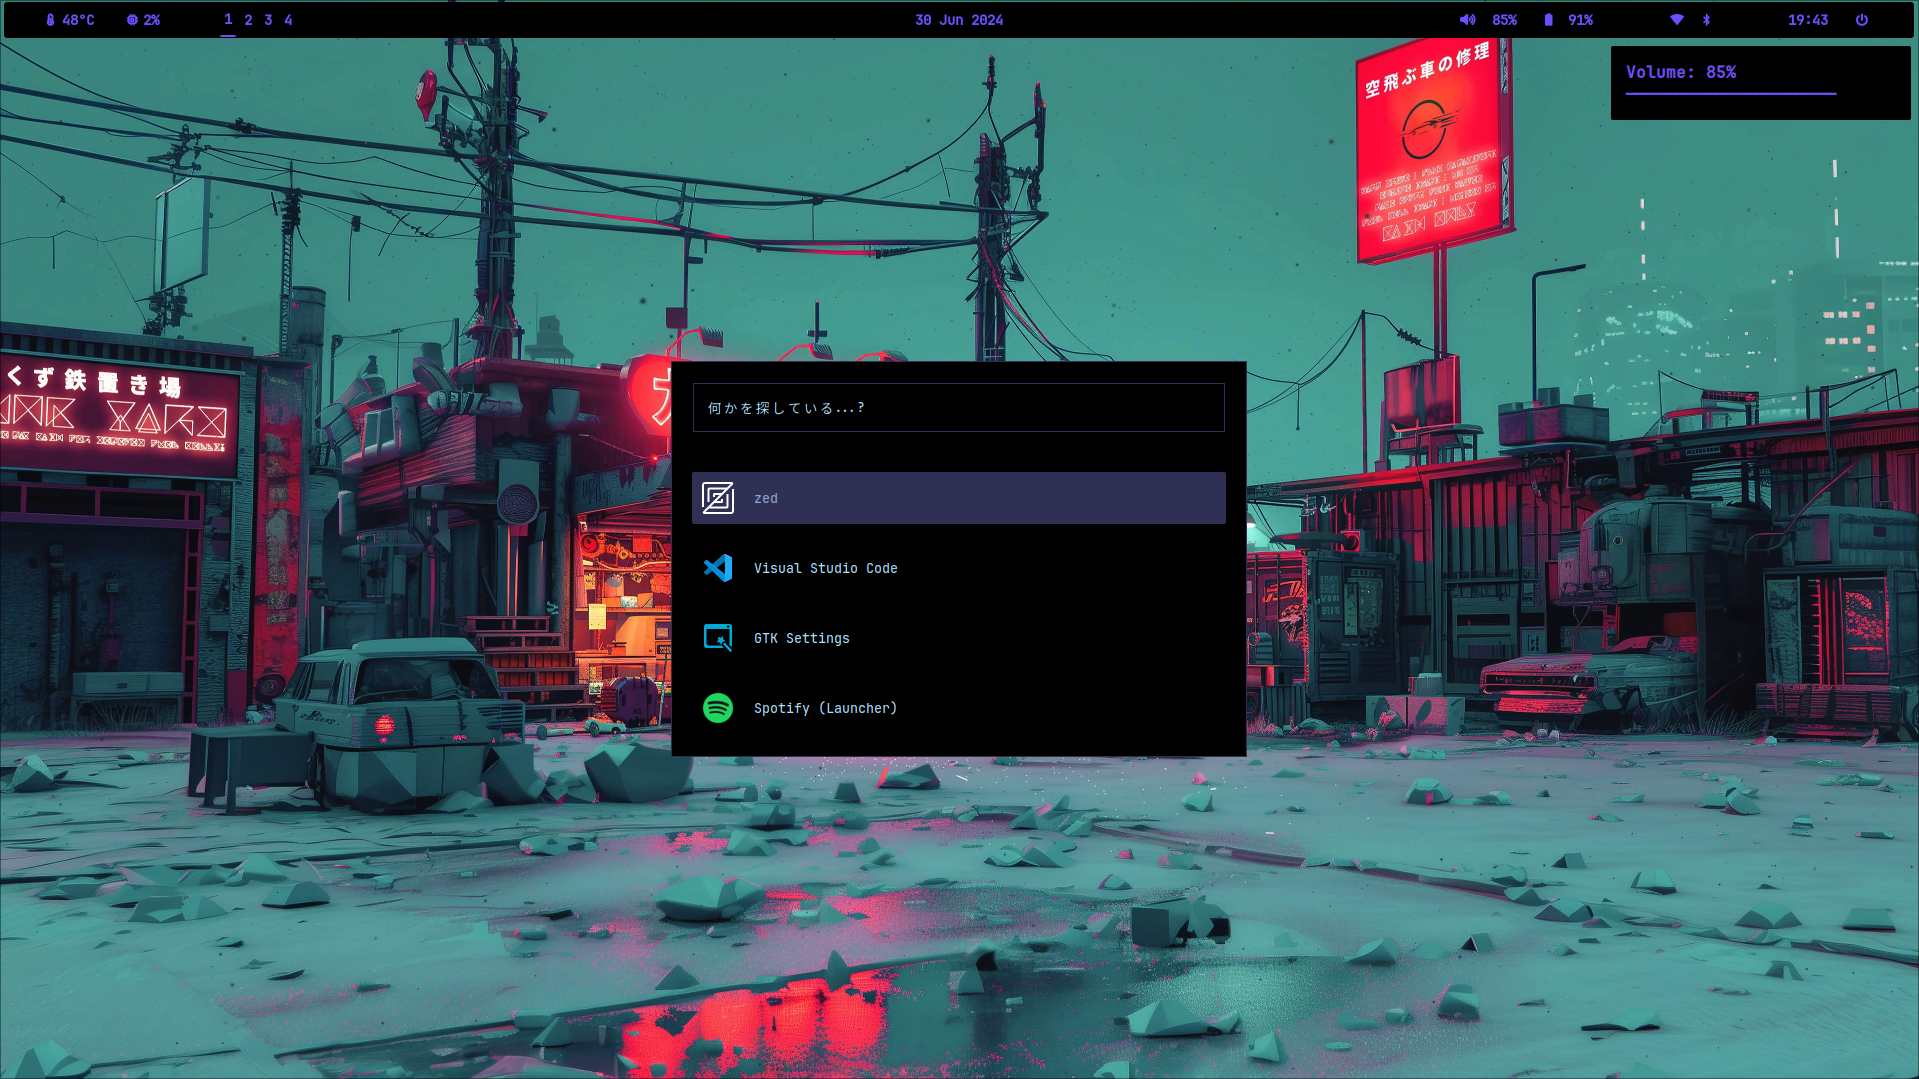 48°C 2% 1 2 3 4 30 Jun 2024 85% 91% 19:43
Volume: 85%
空飛ぶ車の修理
くず鉄置き場
何かを探している...?
zed
Visual Studio Code
GTK Settings
Spotify (Launcher)